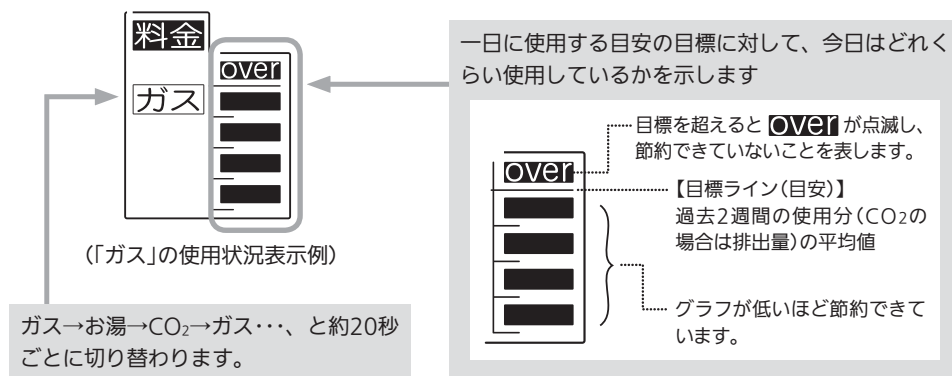 料金
over
ガス
(「ガス」の使用状況表示例)
ガス→お湯→CO₂→ガス･･･、と約20秒
ごとに切り替わります。
一日に使用する目安の目標に対して、今日はどれく
らい使用しているかを示します
目標を超えると over が点滅し、
節約できていないことを表します。
over
【目標ライン(目安)】
過去2週間の使用分(CO₂の
場合は排出量)の平均値
グラフが低いほど節約できて
います。